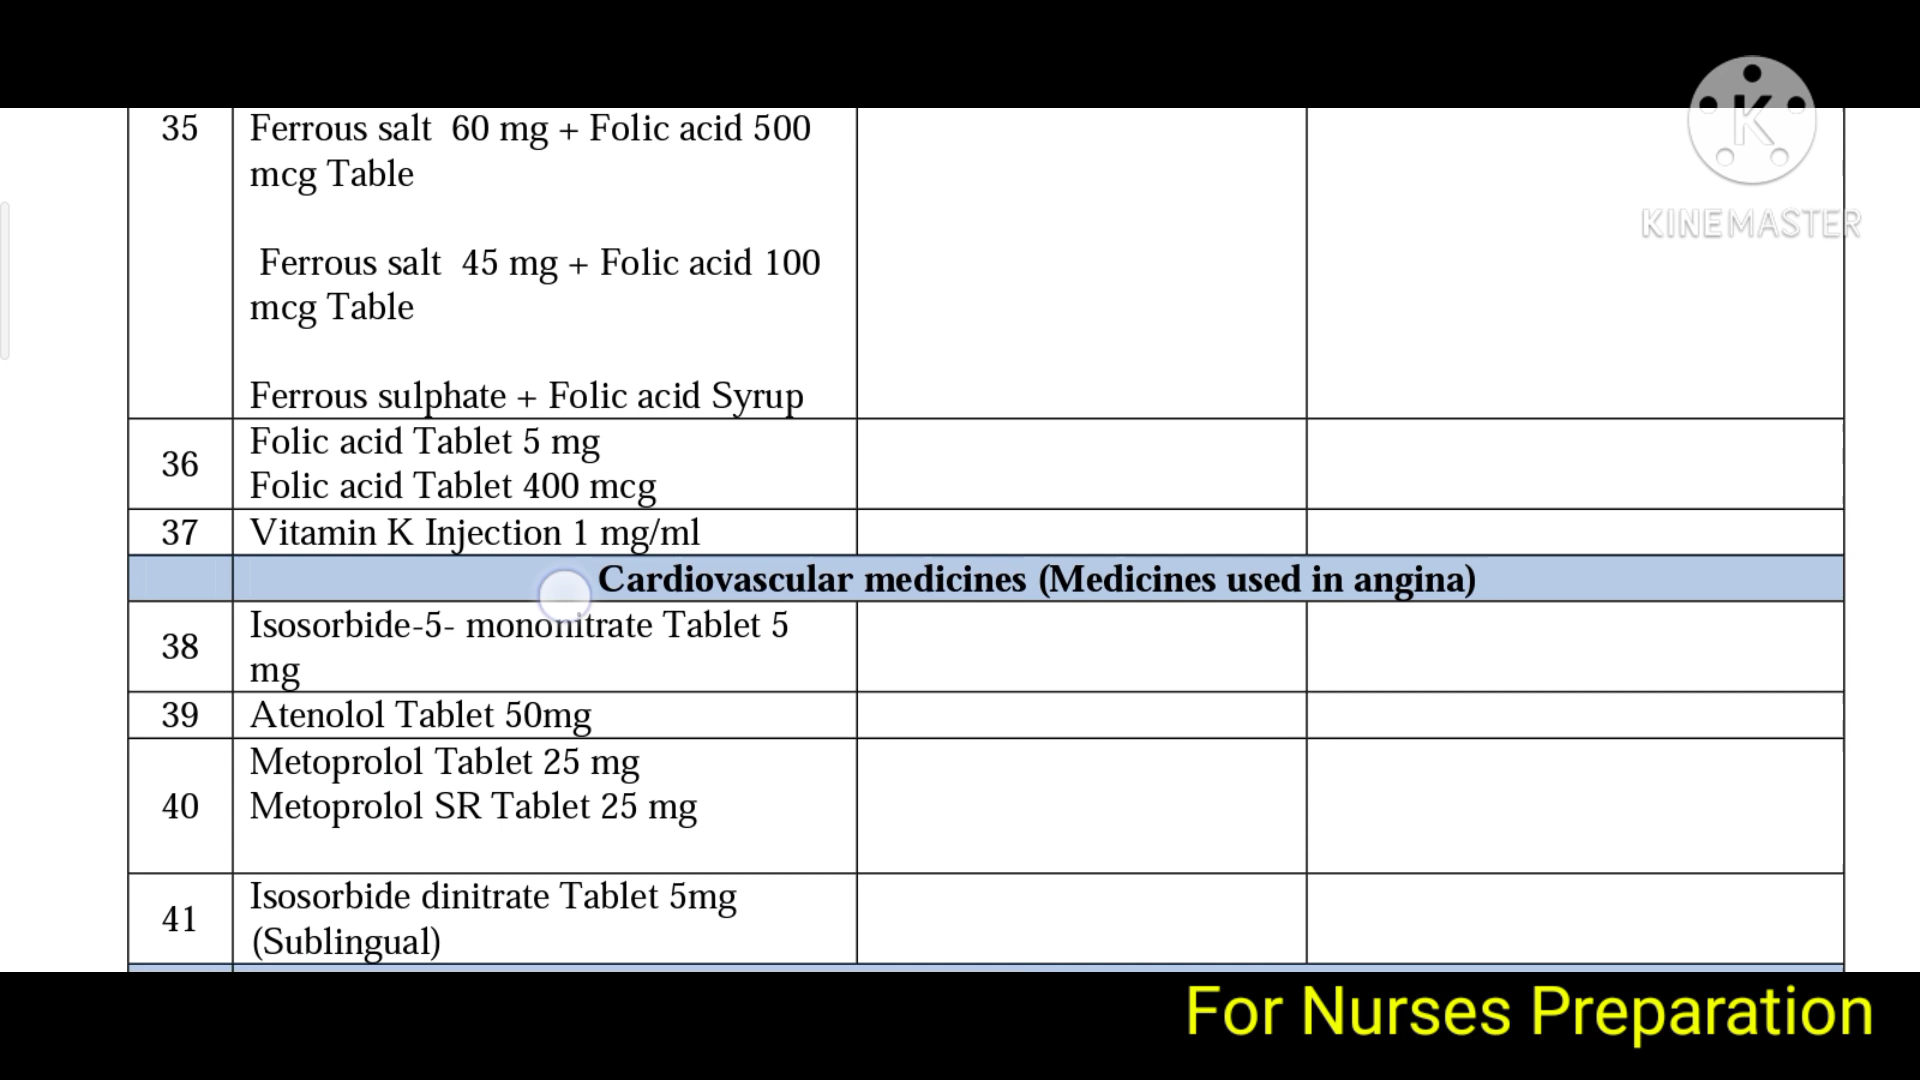 K
KINEMASTER
35
Ferrous salt 60 mg + Folic acid 500
mcg Table
Ferrous salt 45 mg + Folic acid 100
mcg Table
Ferrous sulphate + Folic acid Syrup
36
Folic acid Tablet 5 mg
Folic acid Tablet 400 mcg
37
Vitamin K Injection 1 mg/ml
Cardiovascular medicines (Medicines used in angina)
38
Isosorbide-5- mononitrate Tablet 5
mg
39
Atenolol Tablet 50mg
40
Metoprolol Tablet 25 mg
Metoprolol SR Tablet 25 mg
41
Isosorbide dinitrate Tablet 5mg
(Sublingual)
For Nurses Preparation